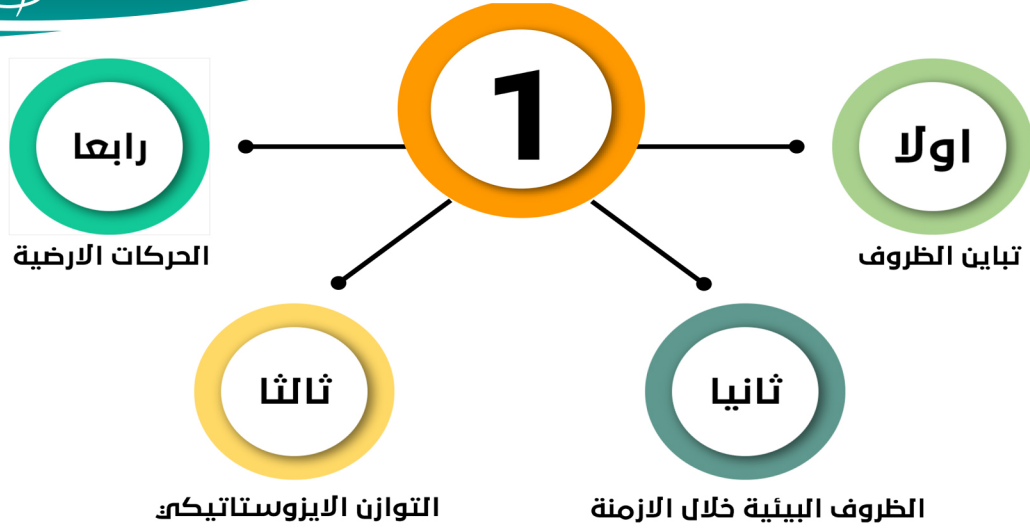 1
اولا
تباين الظروف
ثانيا
الظروف البيئية خلال الازمنة
ثالثا
التوازن الايزوستاتيكي
رابعا
الحركات الارضية